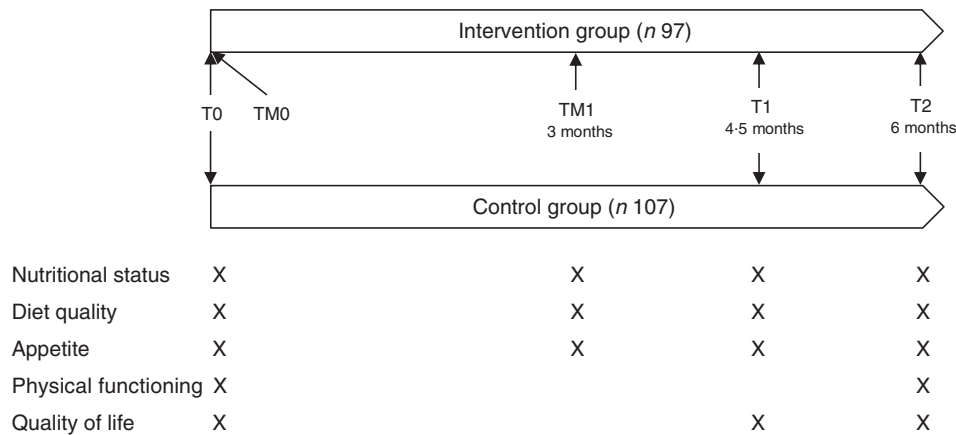 Intervention group (n 97)
T0
TM0
TM1
3 months
T1
4·5 months
T2
6 months
Control group (n 107)
Nutritional status X X X X
Diet quality X X X X
Appetite X X X X
Physical functioning X X
Quality of life X X X